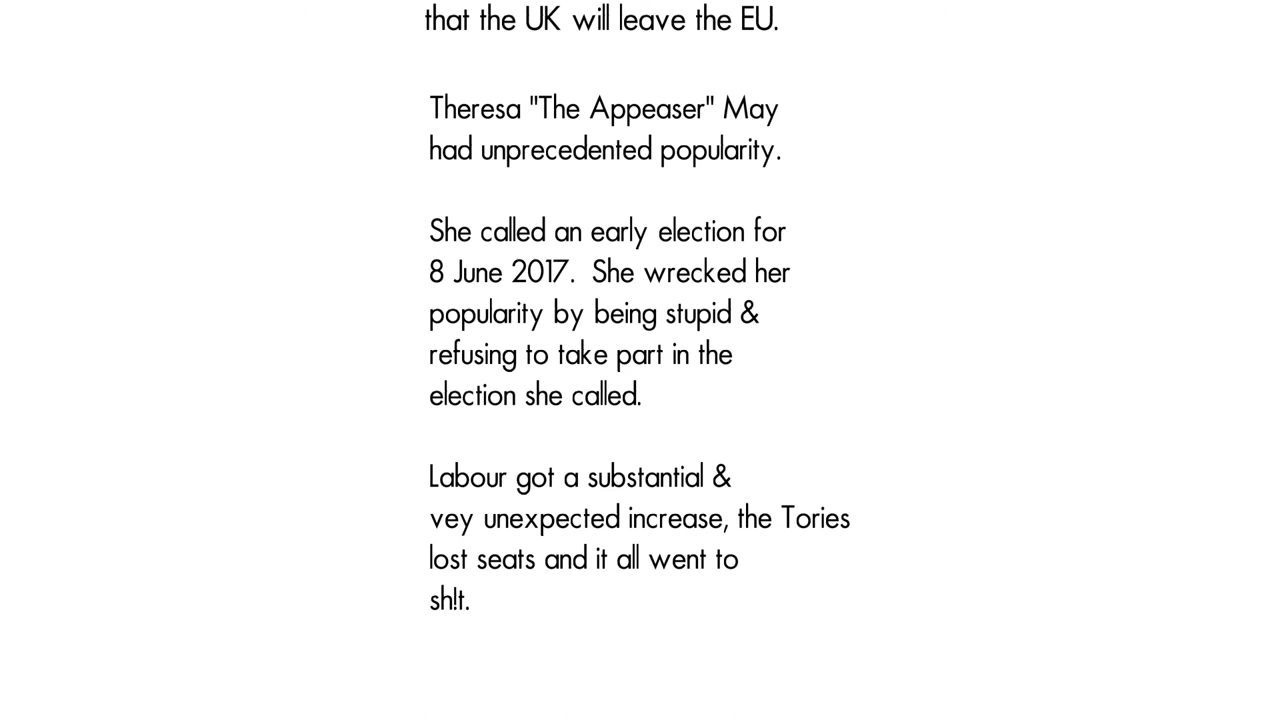 that the UK will leave the EU.
Theresa "The Appeaser" May
had unprecedented popularity.
She called an early election for
8 June 2017.  She wrecked her
popularity by being stupid &
refusing to take part in the
election she called.
Labour got a substantial &
vey unexpected increase, the Tories
lost seats and it all went to
sh!t.